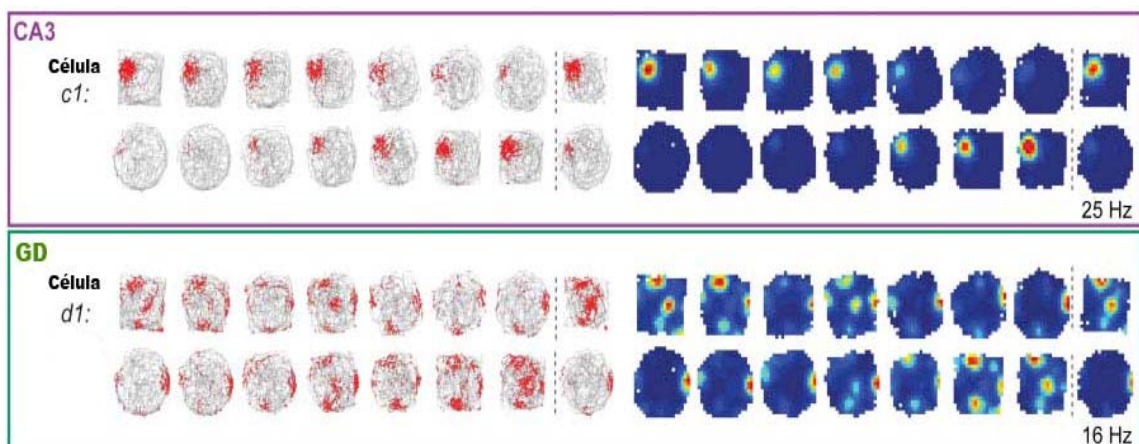 CA3
Célula
c1:
25 Hz
GD
Célula
d1:
16 Hz